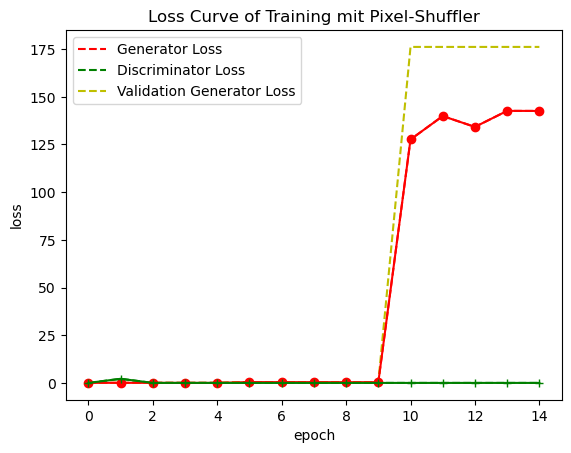 Loss Curve of Training mit Pixel-Shuffler
Generator Loss
Discriminator Loss
Validation Generator Loss
175
150
125
100
75
50
25
0
loss
0 2 4 6 8 10 12 14
epoch